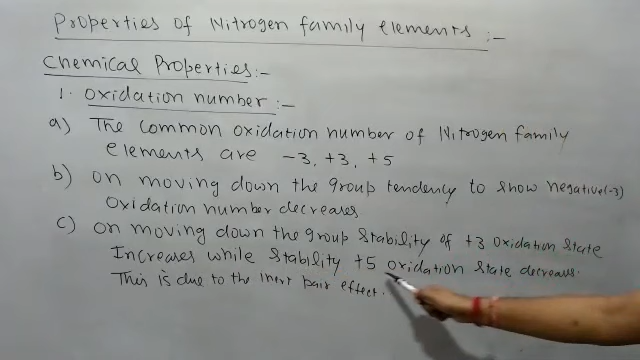 Properties of Nitrogen family elements :-
Chemical Properties:-
1. Oxidation number :-
a) The common oxidation number of Nitrogen family
elements are -3, +3, +5
b) on moving down the group tendency to show negative(-3)
Oxidation number decreases
c) on moving down the group stability of +3 oxidation state
Increases while stability +5 oxidation state decreases.
This is due to the inert pair effect.